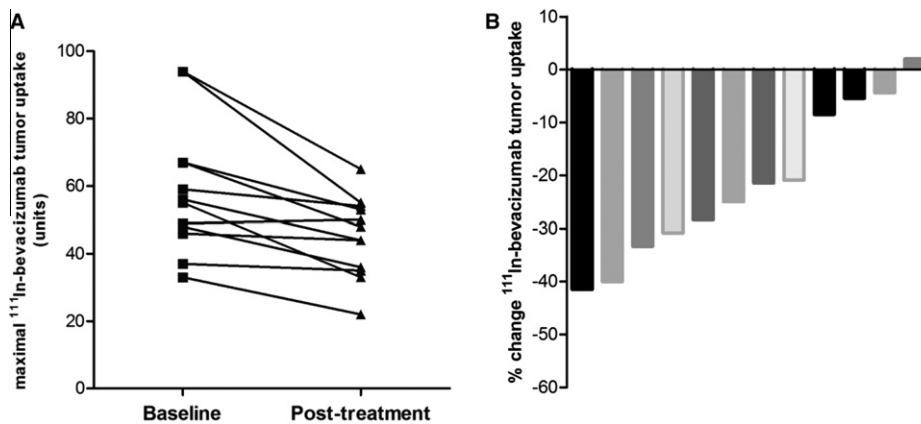 A
maximal ¹¹¹In-bevacizumab tumor uptake
(units)
100
80
60
40
20
0
Baseline
Post-treatment
B
% change ¹¹¹In-bevacizumab tumor uptake
10
0
-10
-20
-30
-40
-50
-60